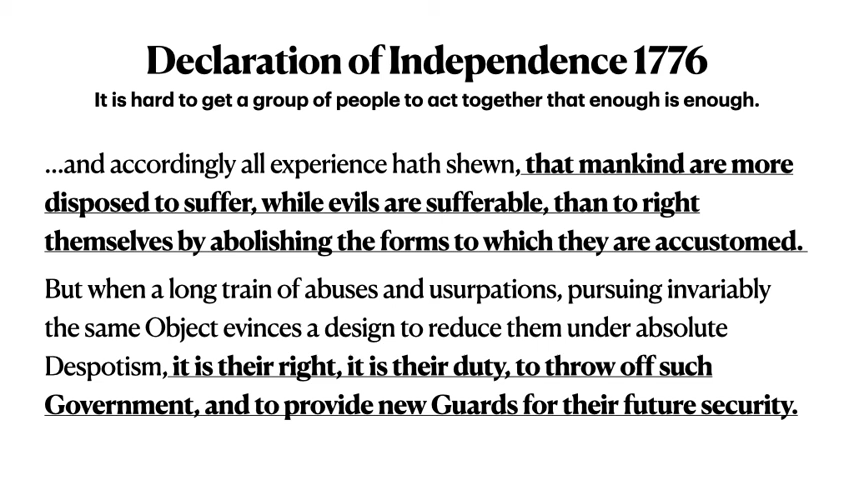 Declaration of Independence 1776
It is hard to get a group of people to act together that enough is enough.
...and accordingly all experience hath shewn, that mankind are more
disposed to suffer, while evils are sufferable, than to right
themselves by abolishing the forms to which they are accustomed.
But when a long train of abuses and usurpations, pursuing invariably
the same Object evinces a design to reduce them under absolute
Despotism, it is their right, it is their duty, to throw off such
Government, and to provide new Guards for their future security.